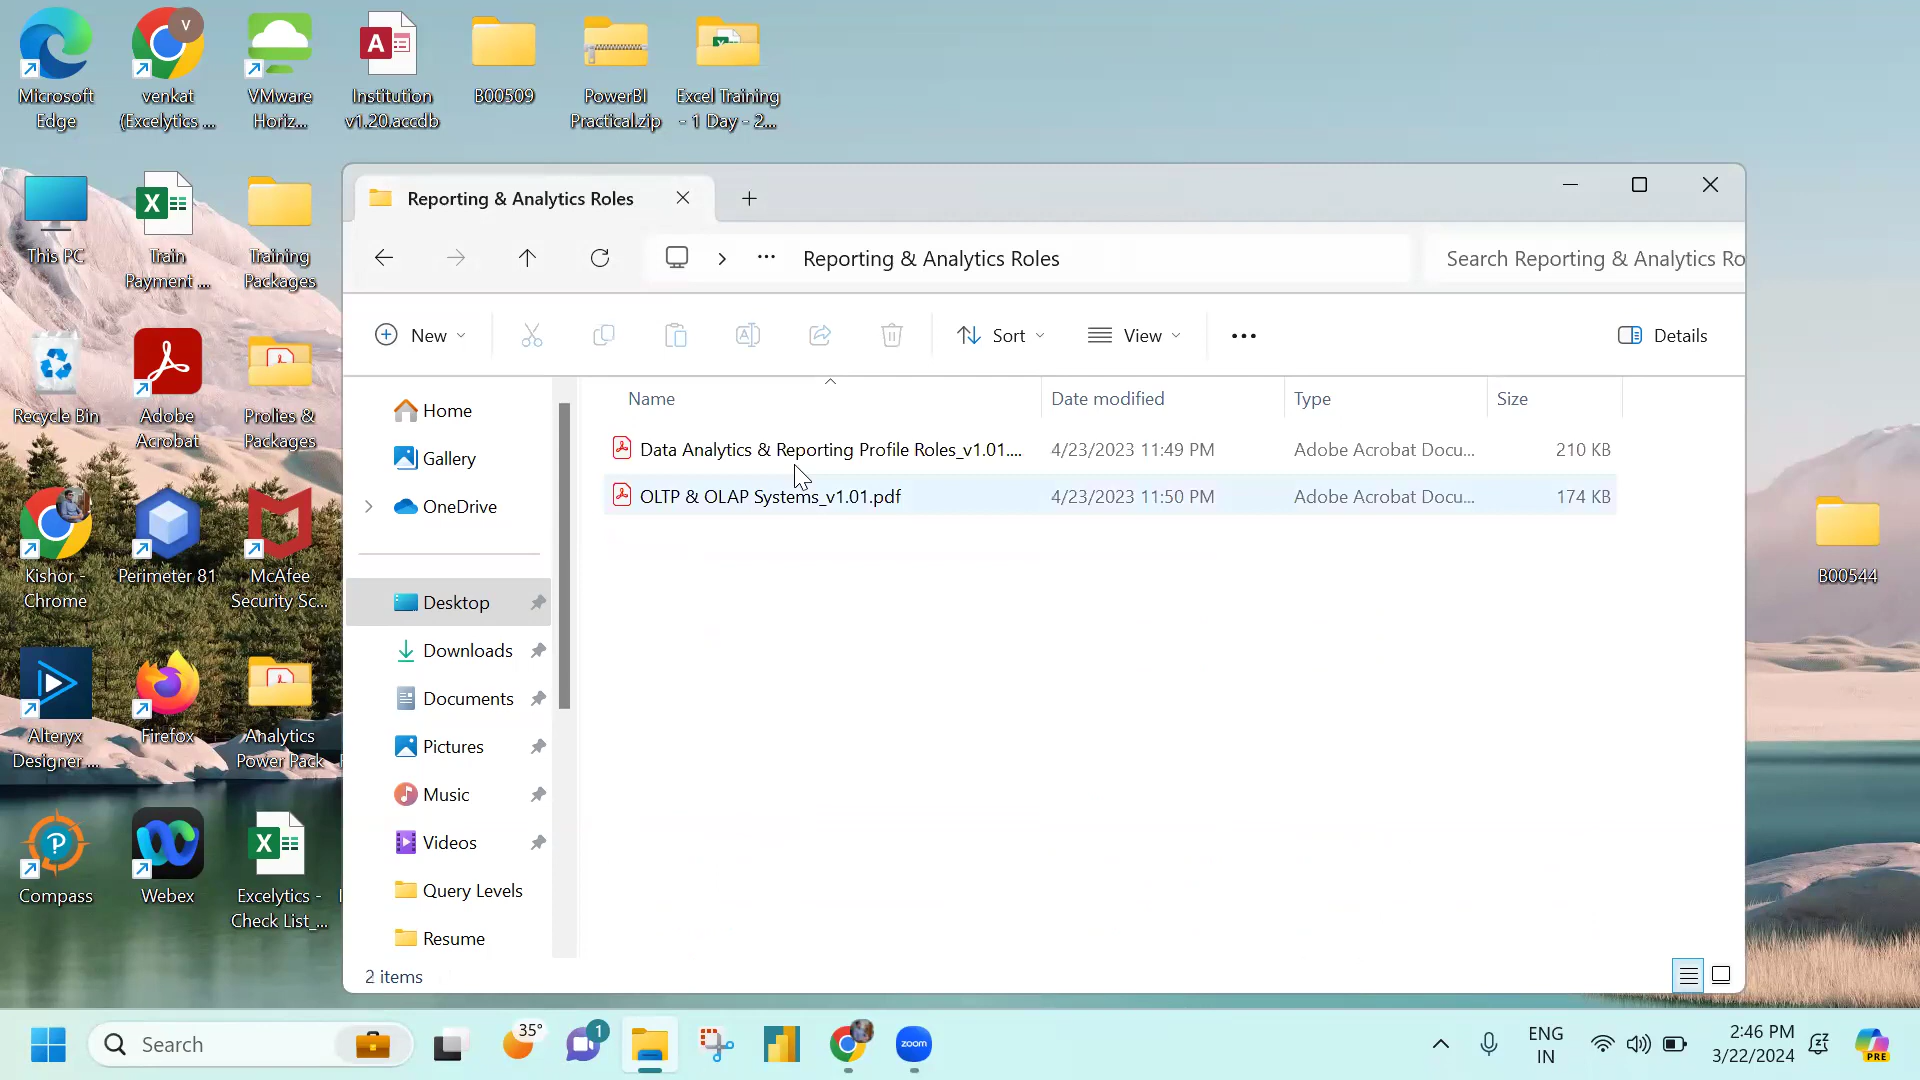 Microsoft
Edge
V
venkat
(Excelytics ...
VMware
Horiz...
A
Institution
v1.20.accdb
B00509
PowerBI
Practical.zip
Excel Training
- 1 Day - 2...
This PC
X
Train
Payment ...
Training
Packages
Recycle Bin
Adobe
Acrobat
Prolies &
Packages
Kishor -
Chrome
Perimeter 81
McAfee
Security Sc...
Alteryx
Designer ...
Firefox
Analytics
Power Pack
P
Compass
Webex
X
Excelytics -
Check List_...
B00544
Reporting & Analytics Roles
Reporting & Analytics Roles
Search Reporting & Analytics Ro
New
Sort
View
Details
Home
Gallery
OneDrive
Desktop
Downloads
Documents
Pictures
Music
Videos
Query Levels
Resume
Name Date modified Type Size
Data Analytics & Reporting Profile Roles_v1.01.... 4/23/2023 11:49 PM Adobe Acrobat Docu... 210 KB
OLTP & OLAP Systems_v1.01.pdf 4/23/2023 11:50 PM Adobe Acrobat Docu... 174 KB
2 items
Search
35°
1
zoom
ENG
IN
2:46 PM
3/22/2024
PRE